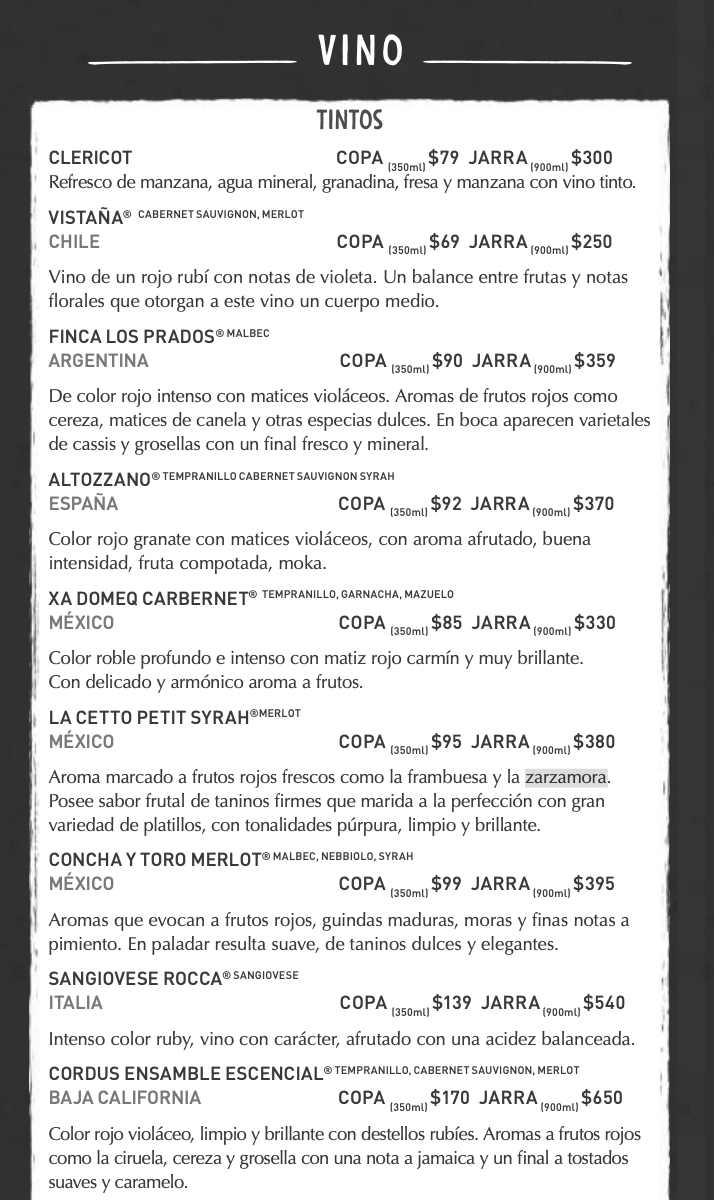 VINO
TINTOS
CLERICOT COPA (350ml) $79 JARRA (900ml) $300
Refresco de manzana, agua mineral, granadina, fresa y manzana con vino tinto.
VISTAÑA® CABERNET SAUVIGNON, MERLOT
CHILE COPA (350ml) $69 JARRA (900ml) $250
Vino de un rojo rubí con notas de violeta. Un balance entre frutas y notas
florales que otorgan a este vino un cuerpo medio.
FINCA LOS PRADOS® MALBEC
ARGENTINA COPA (350ml) $90 JARRA (900ml) $359
De color rojo intenso con matices violáceos. Aromas de frutos rojos como
cereza, matices de canela y otras especias dulces. En boca aparecen varietales
de cassis y grosellas con un final fresco y mineral.
ALTOZZANO® TEMPRANILLO CABERNET SAUVIGNON SYRAH
ESPAÑA COPA (350ml) $92 JARRA (900ml) $370
Color rojo granate con matices violáceos, con aroma afrutado, buena
intensidad, fruta compotada, moka.
XA DOMEQ CARBERNET® TEMPRANILLO, GARNACHA, MAZUELO
MÉXICO COPA (350ml) $85 JARRA (900ml) $330
Color roble profundo e intenso con matiz rojo carmín y muy brillante.
Con delicado y armónico aroma a frutos.
LA CETTO PETIT SYRAH®MERLOT
MÉXICO COPA (350ml) $95 JARRA (900ml) $380
Aroma marcado a frutos rojos frescos como la frambuesa y la zarzamora.
Posee sabor frutal de taninos firmes que marida a la perfección con gran
variedad de platillos, con tonalidades púrpura, limpio y brillante.
CONCHA Y TORO MERLOT® MALBEC, NEBBIOLO, SYRAH
MÉXICO COPA (350ml) $99 JARRA (900ml) $395
Aromas que evocan a frutos rojos, guindas maduras, moras y finas notas a
pimiento. En paladar resulta suave, de taninos dulces y elegantes.
SANGIOVESE ROCCA® SANGIOVESE
ITALIA COPA (350ml) $139 JARRA (900ml) $540
Intenso color ruby, vino con carácter, afrutado con una acidez balanceada.
CORDUS ENSAMBLE ESCENCIAL® TEMPRANILLO, CABERNET SAUVIGNON, MERLOT
BAJA CALIFORNIA COPA (350ml) $170 JARRA (900ml) $650
Color rojo violáceo, limpio y brillante con destellos rubíes. Aromas a frutos rojos
como la ciruela, cereza y grosella con una nota a jamaica y un final a tostados
suaves y caramelo.